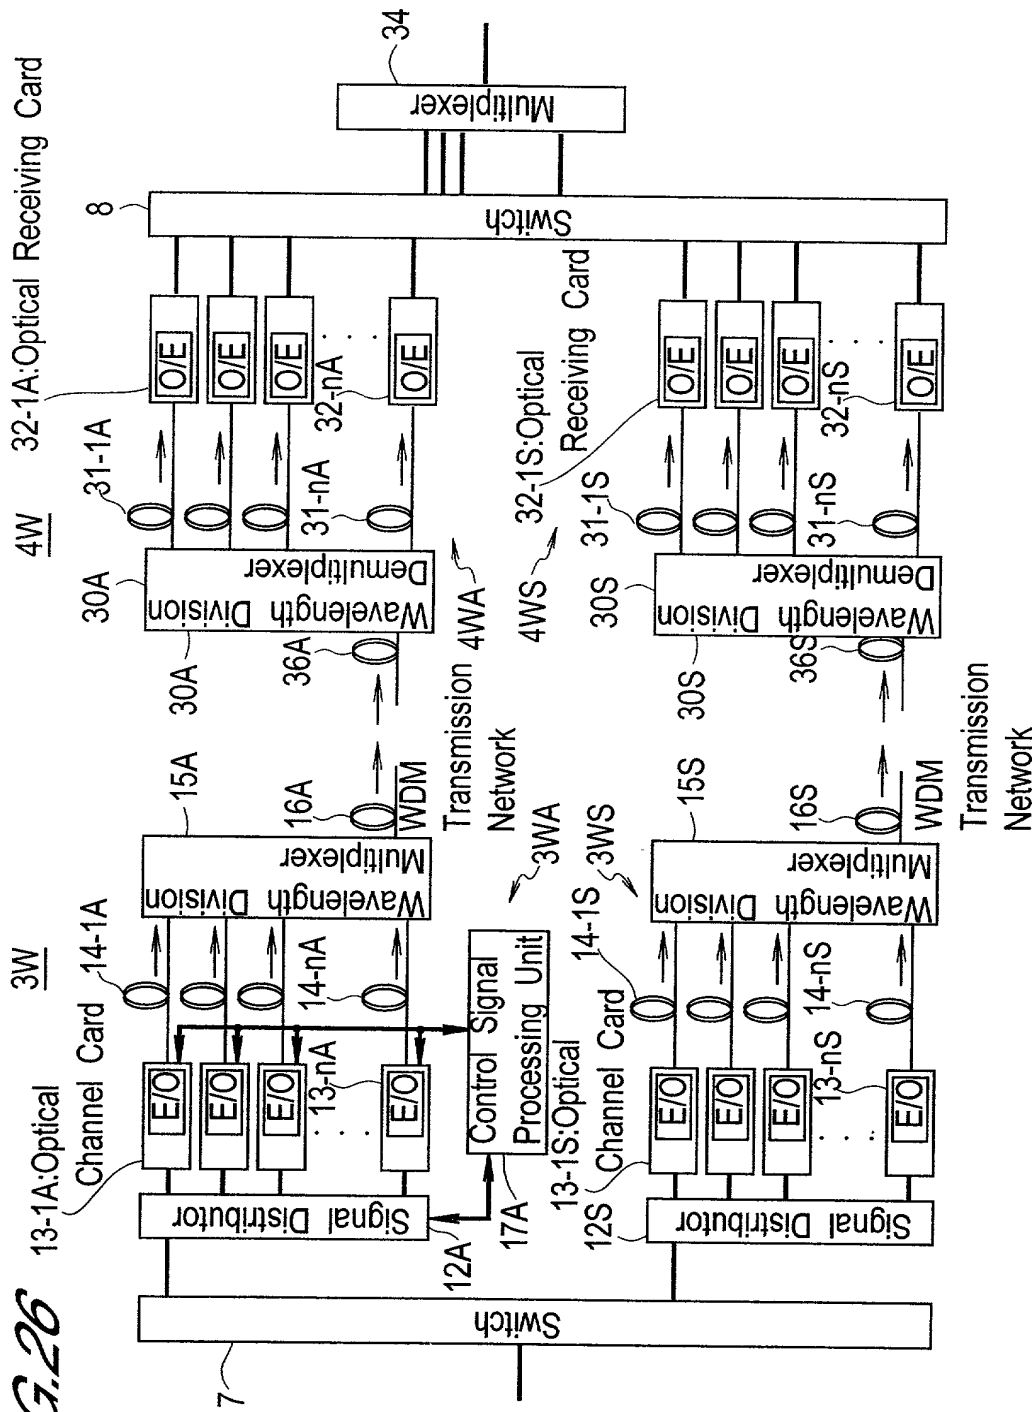 G.26
3W
4W
13-1A:Optical
Channel Card
14-1A
15A
30A
31-1A
32-1A:Optical Receiving Card
8
34
7
Switch
Signal Distributor
E/O
E/O
E/O
E/O
13-nA
14-nA
Wavelength Division
Multiplexer
16A
WDM
Transmission
Network
30A
36A
Wavelength Division
Demultiplexer
31-nA
O/E
O/E
O/E
O/E
32-nA
Switch
Multiplexer
12A
17A
Control Signal
Processing Unit
3WA
3WS
4WA
4WS
13-1S:Optical
Channel Card
12S
14-1S
15S
30S
31-1S
32-1S:Optical
Receiving Card
Signal Distributor
E/O
E/O
E/O
E/O
13-nS
14-nS
Wavelength Division
Multiplexer
16S
WDM
Transmission
Network
30S
36S
Wavelength Division
Demultiplexer
31-nS
O/E
O/E
O/E
O/E
32-nS